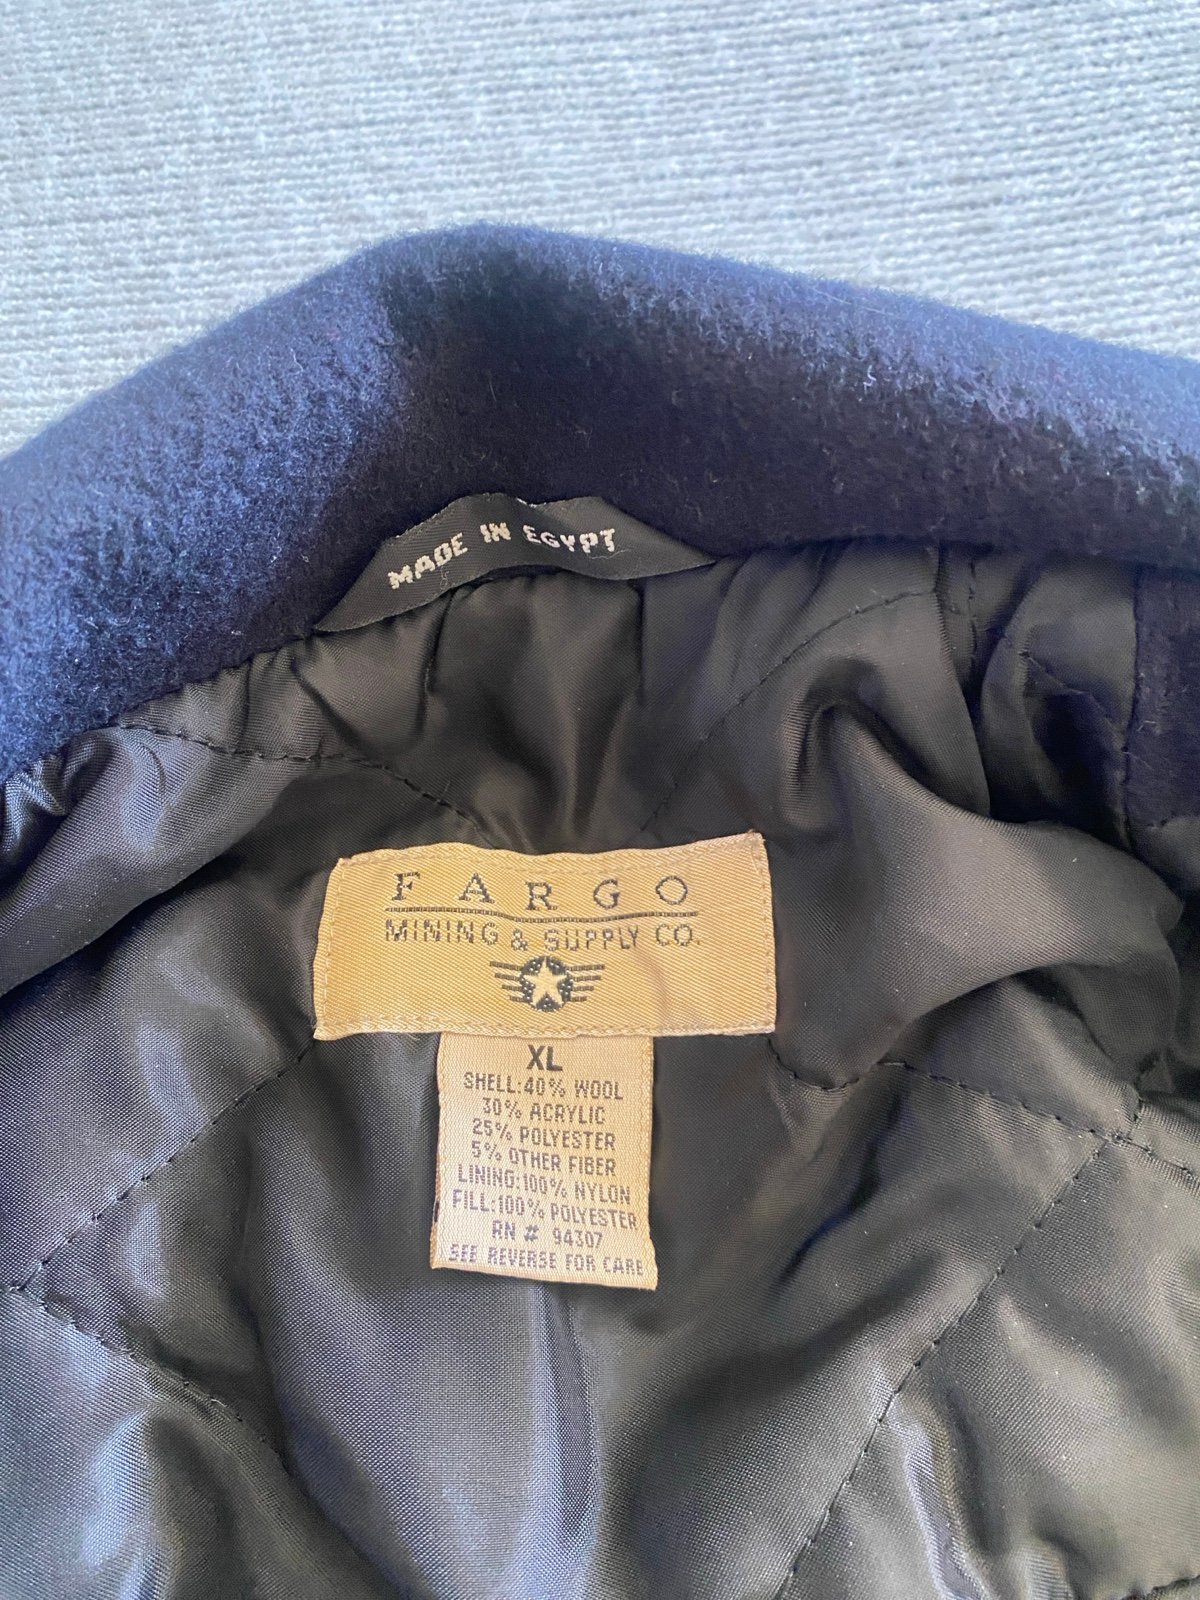 MADE IN EGYPT
FARGO
MINING & SUPPLY CO.
XL
SHELL:40% WOOL
30% ACRYLIC
25% POLYESTER
5% OTHER FIBER
LINING:100% NYLON
FILL:100% POLYESTER
RN # 94307
SEE REVERSE FOR CARE